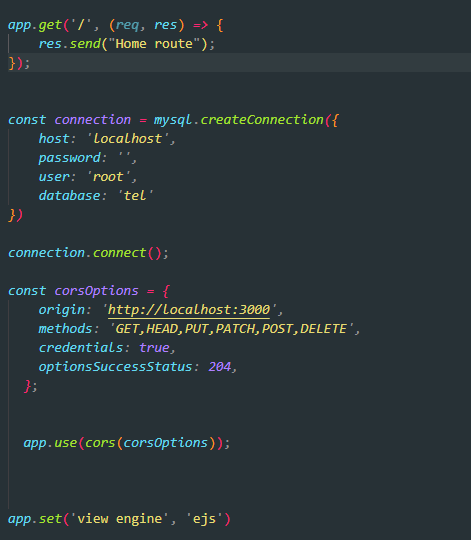 app.get('/', (req, res) => {
    res.send("Home route");
});
const connection = mysql.createConnection({
    host: 'localhost',
    password: '',
    user: 'root',
    database: 'tel'
})
connection.connect();
const corsOptions = {
    origin: 'http://localhost:3000',
    methods: 'GET,HEAD,PUT,PATCH,POST,DELETE',
    credentials: true,
    optionsSuccessStatus: 204,
  };
  app.use(cors(corsOptions));
app.set('view engine', 'ejs')